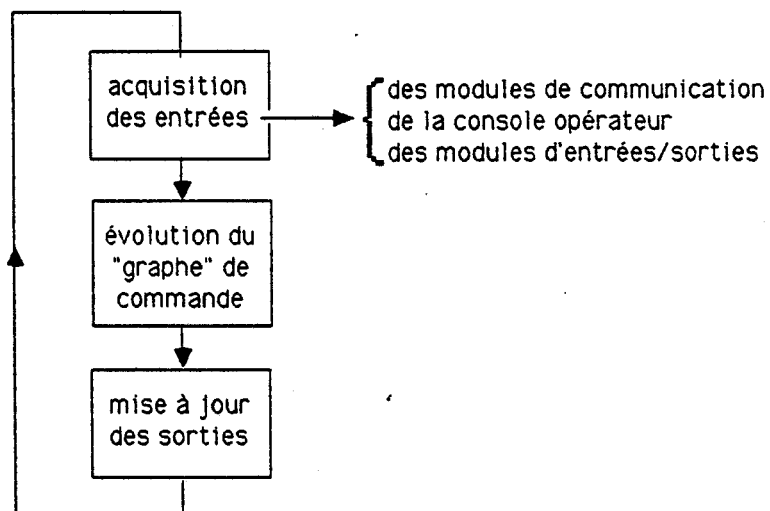 acquisition
des entrées
des modules de communication
de la console opérateur
des modules d'entrées/sorties
évolution du
"graphe" de
commande
mise à jour
des sorties